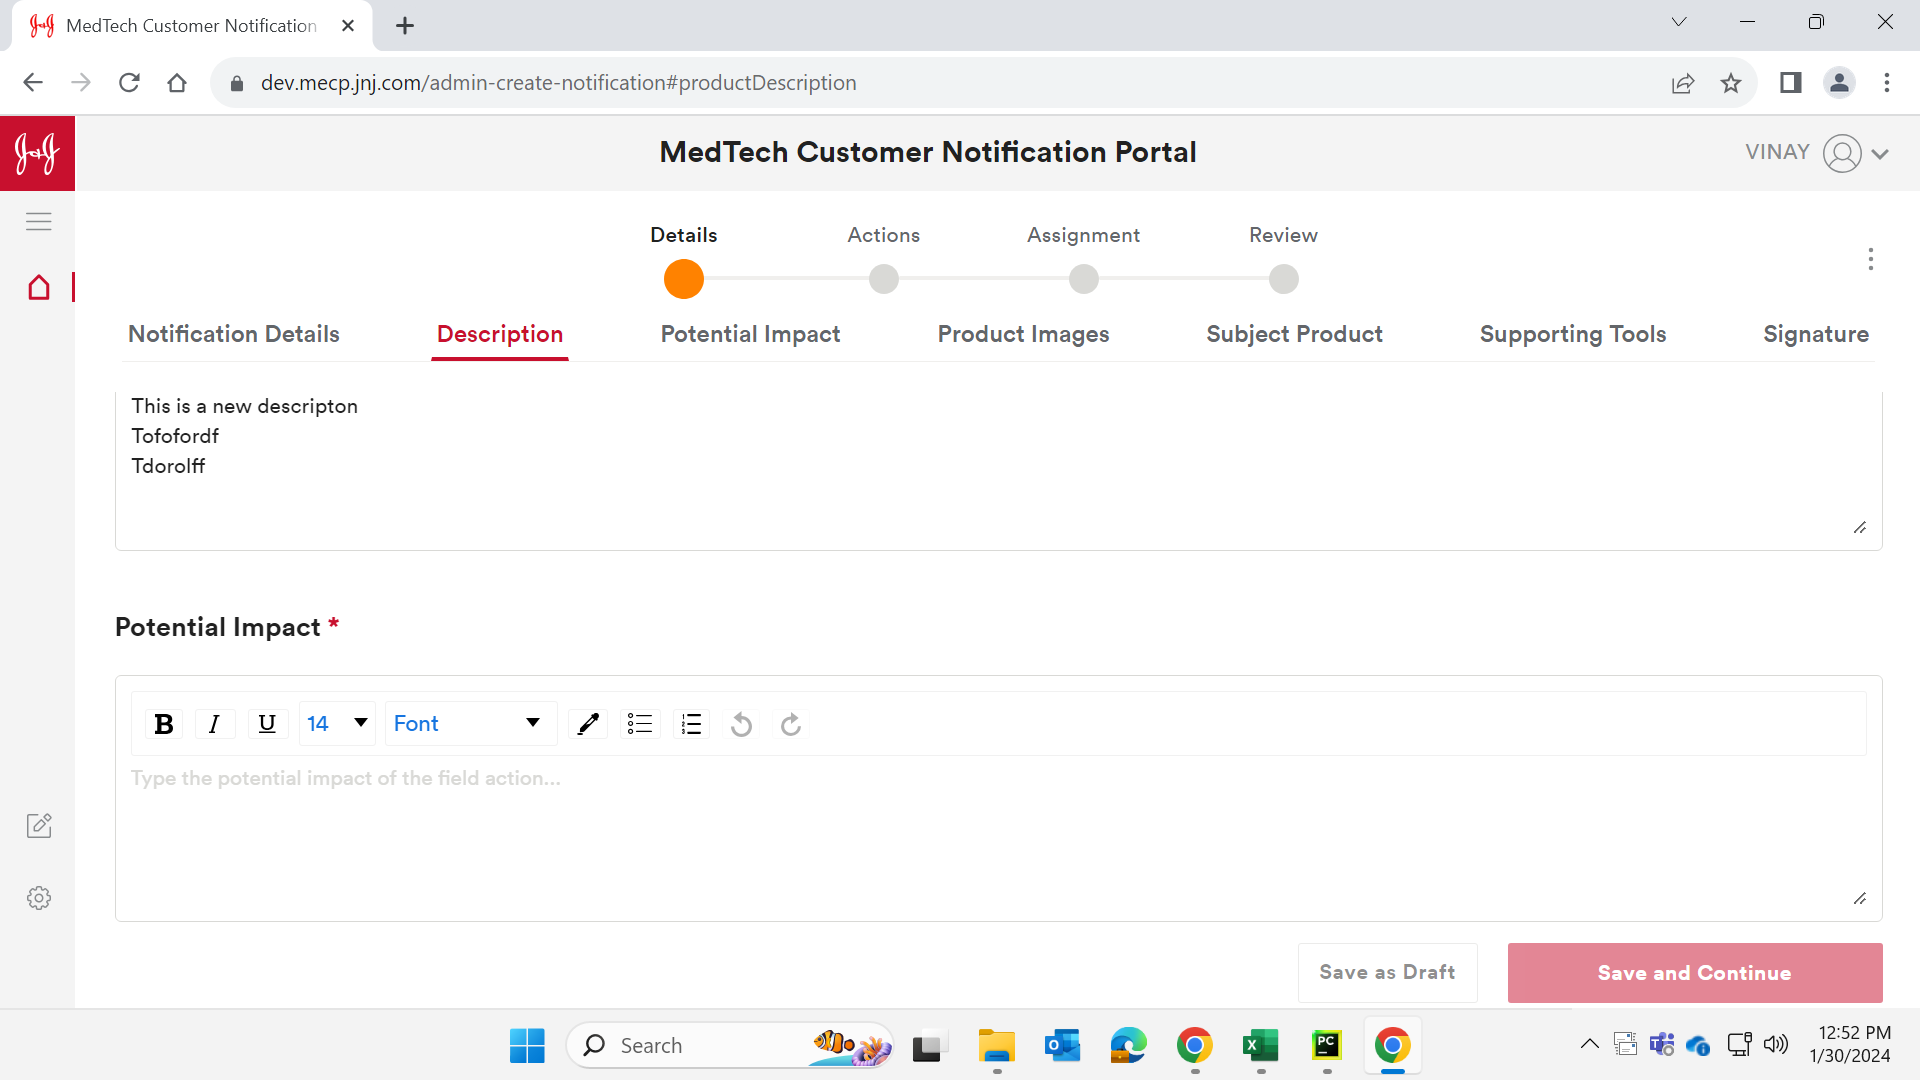 MedTech Customer Notification
dev.mecp.jnj.com/admin-create-notification#productDescription
J&J
MedTech Customer Notification Portal
VINAY
Details
Actions
Assignment
Review
Notification Details
Description
Potential Impact
Product Images
Subject Product
Supporting Tools
Signature
This is a new descripton
Tofofordf
Tdorolff
Potential Impact *
B I U 14 Font
Type the potential impact of the field action...
Save as Draft
Save and Continue
Search
12:52 PM
1/30/2024